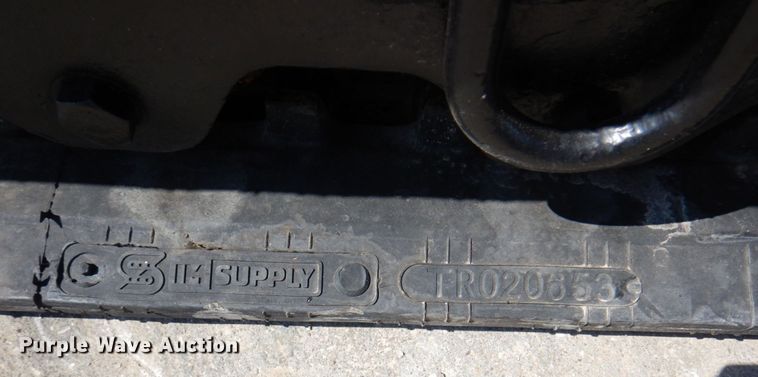 SUPPLY
TR020653
Purple Wave Auction